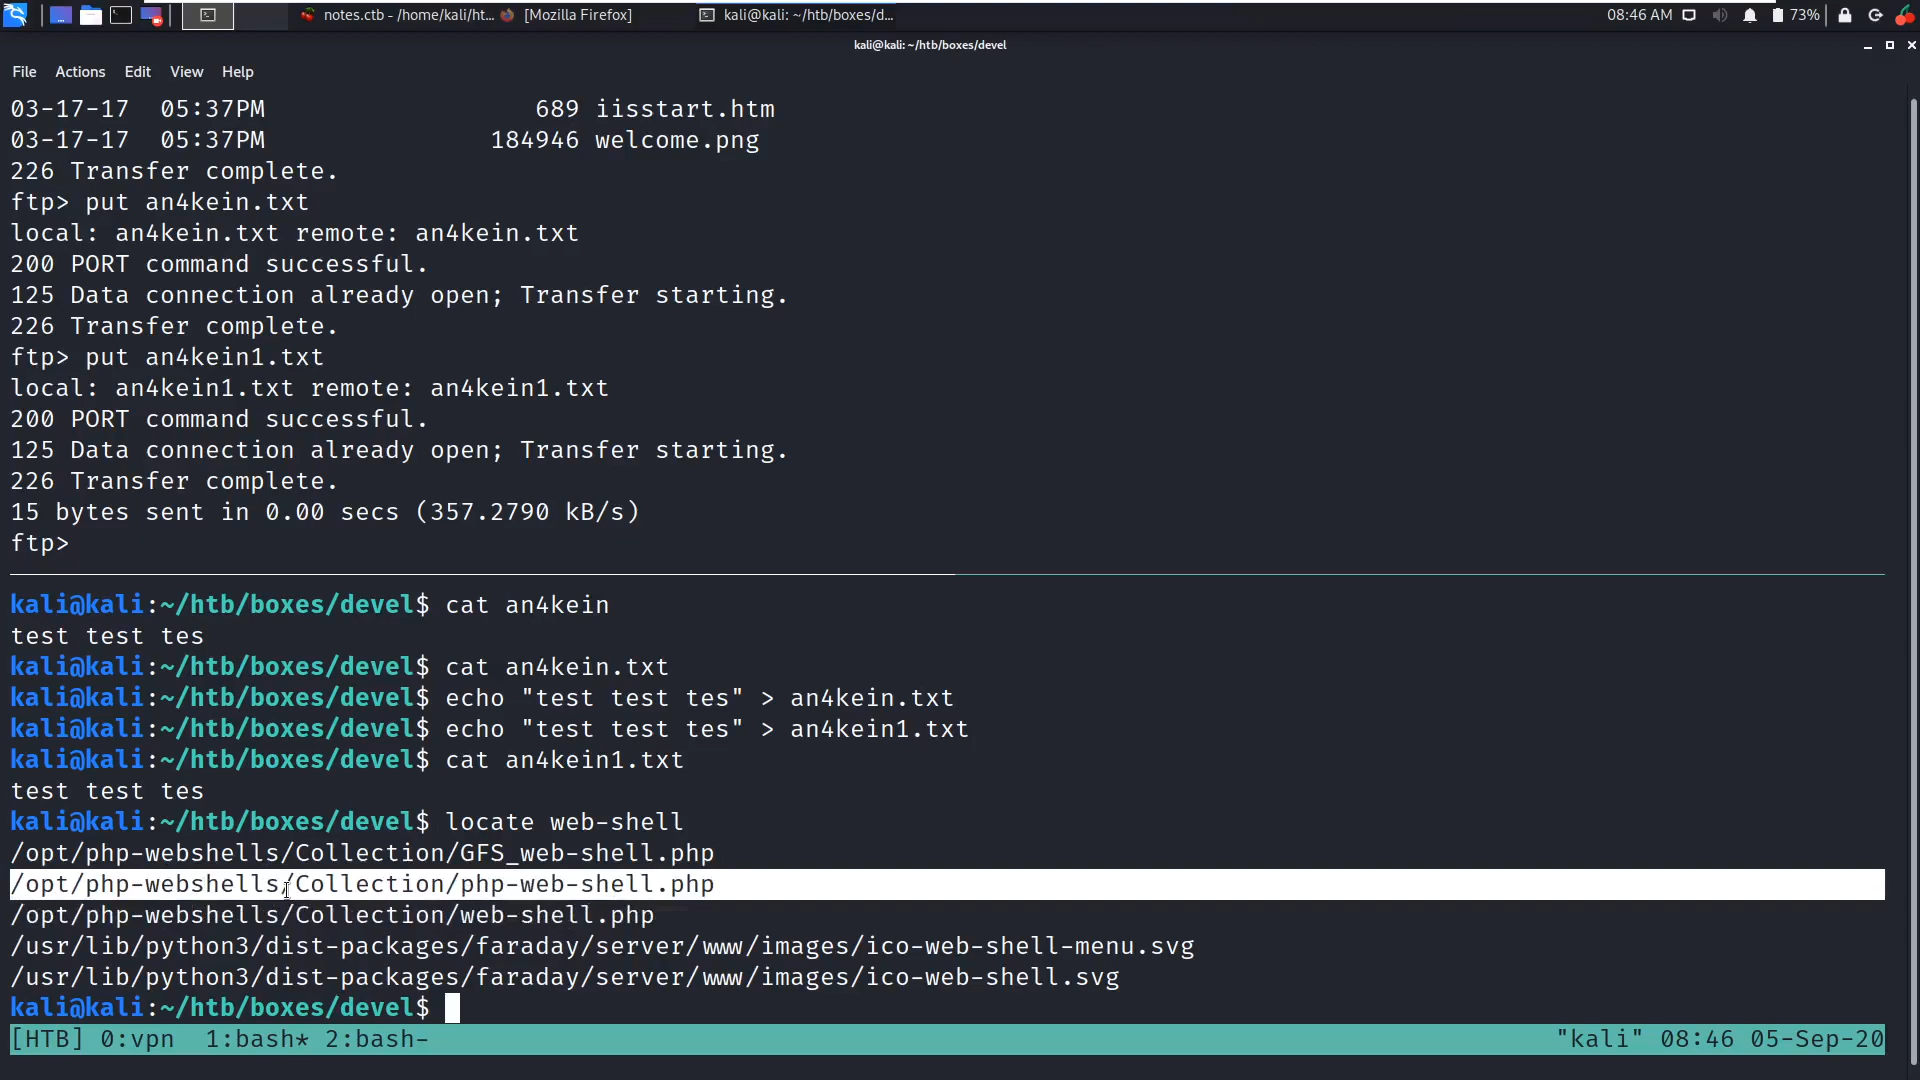 notes.ctb - /home/kali/ht... [Mozilla Firefox] kali@kali: ~/htb/boxes/d... 08:46 AM 73%
kali@kali: ~/htb/boxes/devel
File Actions Edit View Help
03-17-17  05:37PM                  689 iisstart.htm
03-17-17  05:37PM               184946 welcome.png
226 Transfer complete.
ftp> put an4kein.txt
local: an4kein.txt remote: an4kein.txt
200 PORT command successful.
125 Data connection already open; Transfer starting.
226 Transfer complete.
ftp> put an4kein1.txt
local: an4kein1.txt remote: an4kein1.txt
200 PORT command successful.
125 Data connection already open; Transfer starting.
226 Transfer complete.
15 bytes sent in 0.00 secs (357.2790 kB/s)
ftp>
kali@kali:~/htb/boxes/devel$ cat an4kein
test test tes
kali@kali:~/htb/boxes/devel$ cat an4kein.txt
kali@kali:~/htb/boxes/devel$ echo "test test tes" > an4kein.txt
kali@kali:~/htb/boxes/devel$ echo "test test tes" > an4kein1.txt
kali@kali:~/htb/boxes/devel$ cat an4kein1.txt
test test tes
kali@kali:~/htb/boxes/devel$ locate web-shell
/opt/php-webshells/Collection/GFS_web-shell.php
/opt/php-webshells/Collection/php-web-shell.php
/opt/php-webshells/Collection/web-shell.php
/usr/lib/python3/dist-packages/faraday/server/www/images/ico-web-shell-menu.svg
/usr/lib/python3/dist-packages/faraday/server/www/images/ico-web-shell.svg
kali@kali:~/htb/boxes/devel$
[HTB] 0:vpn  1:bash* 2:bash- "kali" 08:46 05-Sep-20